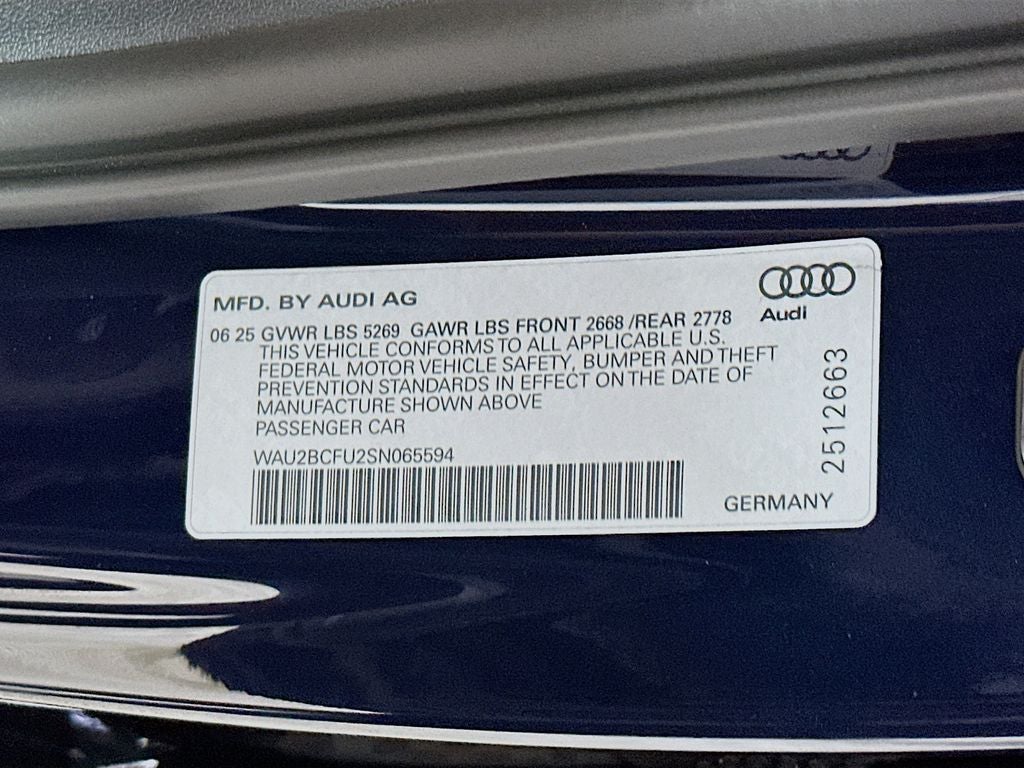 MFD. BY AUDI AG
Audi
06 25 GVWR LBS 5269 GAWR LBS FRONT 2668 /REAR 2778
THIS VEHICLE CONFORMS TO ALL APPLICABLE U.S.
FEDERAL MOTOR VEHICLE SAFETY, BUMPER AND THEFT
PREVENTION STANDARDS IN EFFECT ON THE DATE OF
MANUFACTURE SHOWN ABOVE
PASSENGER CAR
WAU2BCFU2SN065594
GERMANY
2512663